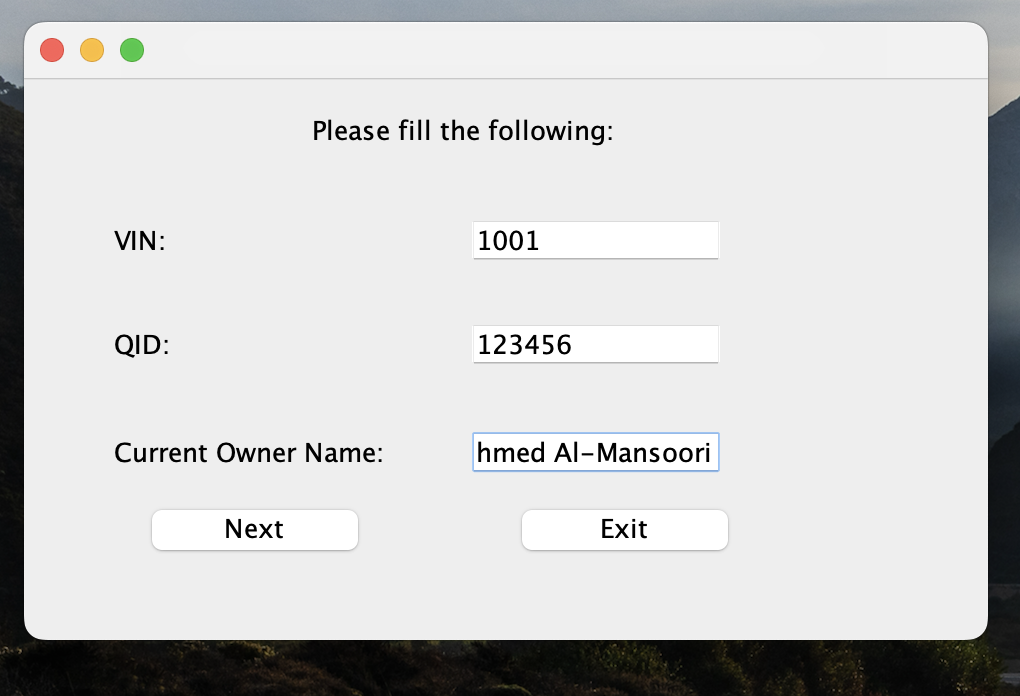 Please fill the following:
VIN: 1001
QID: 123456
Current Owner Name: hmed Al-Mansoori
Next Exit